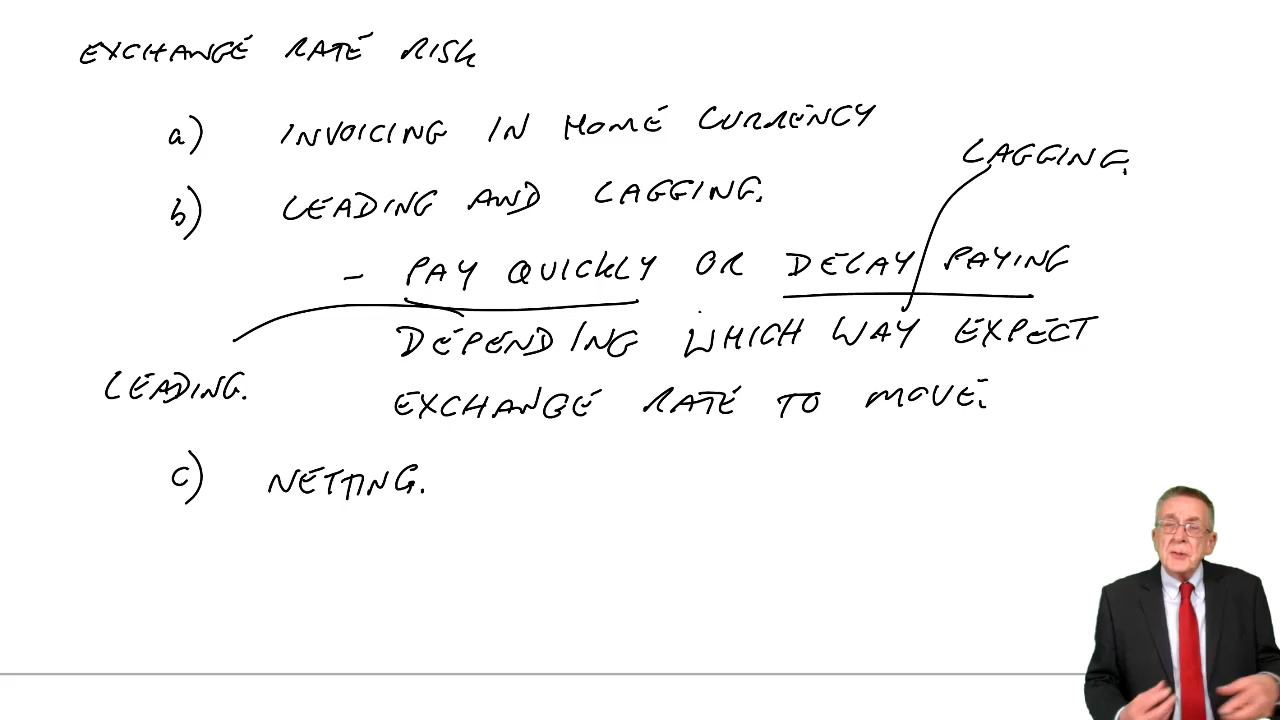 EXCHANGE RATE RISK
a) INVOICING IN HOME CURRENCY
LAGGING.
b) LEADING AND LAGGING.
- PAY QUICKLY OR DELAY PAYING
DEPENDING WHICH WAY EXPECT
LEADING.
EXCHANGE RATE TO MOVE.
c) NETTING.